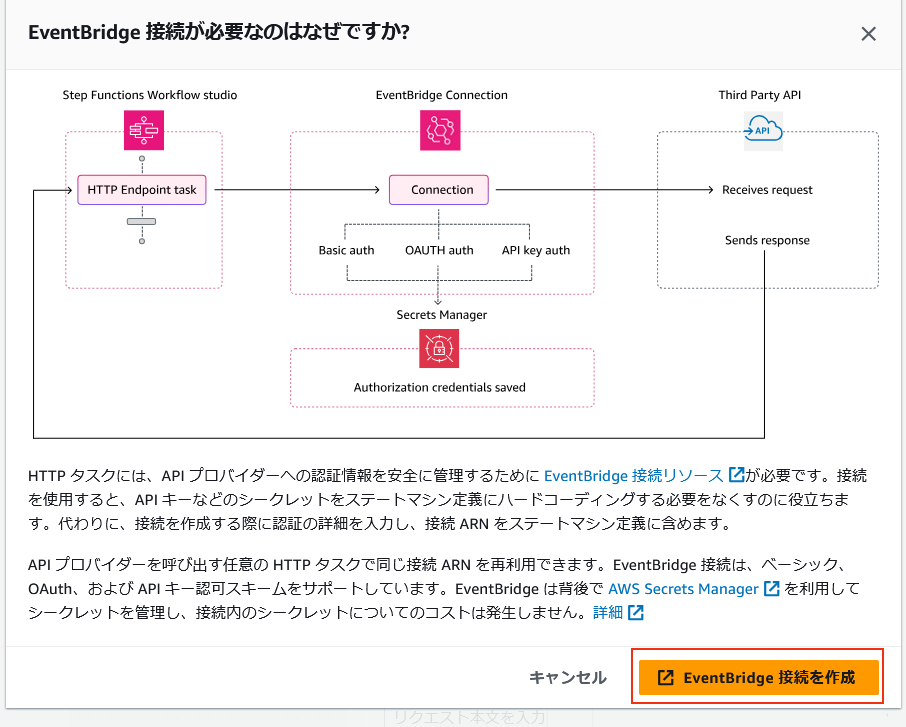 EventBridge 接続が必要なのはなぜですか?
Step Functions Workflow studio
EventBridge Connection
Third Party API
API
HTTP Endpoint task
Connection
Receives request
Basic auth
OAUTH auth
API key auth
Sends response
Secrets Manager
Authorization credentials saved
HTTP タスクには、API プロバイダーへの認証情報を安全に管理するために EventBridge 接続リソース が必要です。接続
を使用すると、API キーなどのシークレットをステートマシン定義にハードコーディングする必要をなくすのに役立ちま
す。代わりに、接続を作成する際に認証の詳細を入力し、接続 ARN をステートマシン定義に含めます。
API プロバイダーを呼び出す任意の HTTP タスクで同じ接続 ARN を再利用できます。EventBridge 接続は、ベーシック、
OAuth、および API キー認可スキームをサポートしています。EventBridge は背後で AWS Secrets Manager を利用して
シークレットを管理し、接続内のシークレットについてのコストは発生しません。詳細
キャンセル
EventBridge 接続を作成
リクエスト本文を入力